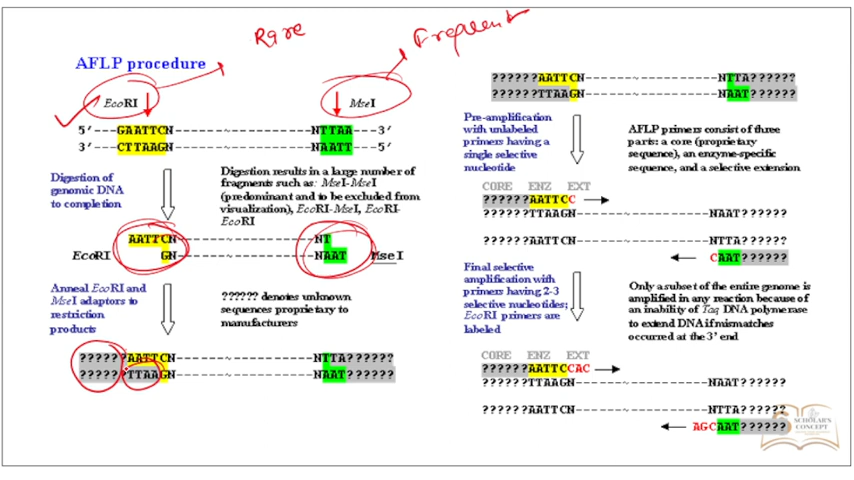 Rare
Frequent
AFLP procedure
EcoRI
MseI
5'---GAATTCN----------~----------NTTAA---3'
3'---CTTAAGN----------~----------NAATT---5'
Digestion of
genomic DNA
to completion
Digestion results in a large number of
fragments such as: MseI-MseI
(predominant and to be excluded from
visualization), EcoRI-MseI, EcoRI-
EcoRI
AATTCN----------~----------NT
EcoRI
GN----------~----------NAAT
MseI
Anneal EcoRI and
MseI adaptors to
restriction
products
?????? denotes unknown
sequences proprietary to
manufacturers
??????AATTCN----------~----------NTTA??????
??????TTAAGN----------~----------NAAT??????
??????AATTCN----------~----------NTTA??????
??????TTAAGN----------~----------NAAT??????
Pre-amplification
with unlabeled
primers having a
single selective
nucleotide
AFLP primers consist of three
parts: a core (proprietary
sequence), an enzyme-specific
sequence, and a selective extension
CORE ENZ EXT
??????AATTCC
??????TTAAGN----------~----------NAAT??????
??????AATTCN----------~----------NTTA??????
CAAT??????
Final selective
amplification with
primers having 2-3
selective nucleotides;
EcoRI primers are
labeled
Only a subset of the entire genome is
amplified in any reaction because of
an inability of Taq DNA polymerase
to extend DNA if mismatches
occurred at the 3' end
CORE ENZ EXT
??????AATTCCAC
??????TTAAGN----------~----------NAAT??????
??????AATTCN----------~----------NTTA??????
AGCAAT??????
SCHOLAR'S
CONCEPT